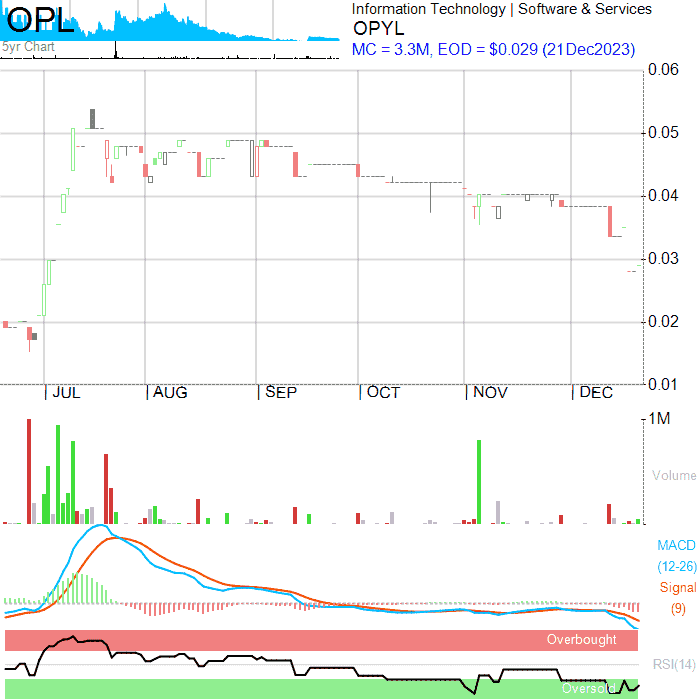 OPL
5yr Chart
Information Technology | Software & Services
OPYL
MC = 3.3M, EOD = $0.029 (21Dec2023)
0.06
0.05
0.04
0.03
0.02
0.01
JUL AUG SEP OCT NOV DEC
1M
Volume
MACD
(12-26)
Signal
(9)
Overbought
RSI(14)
Oversold